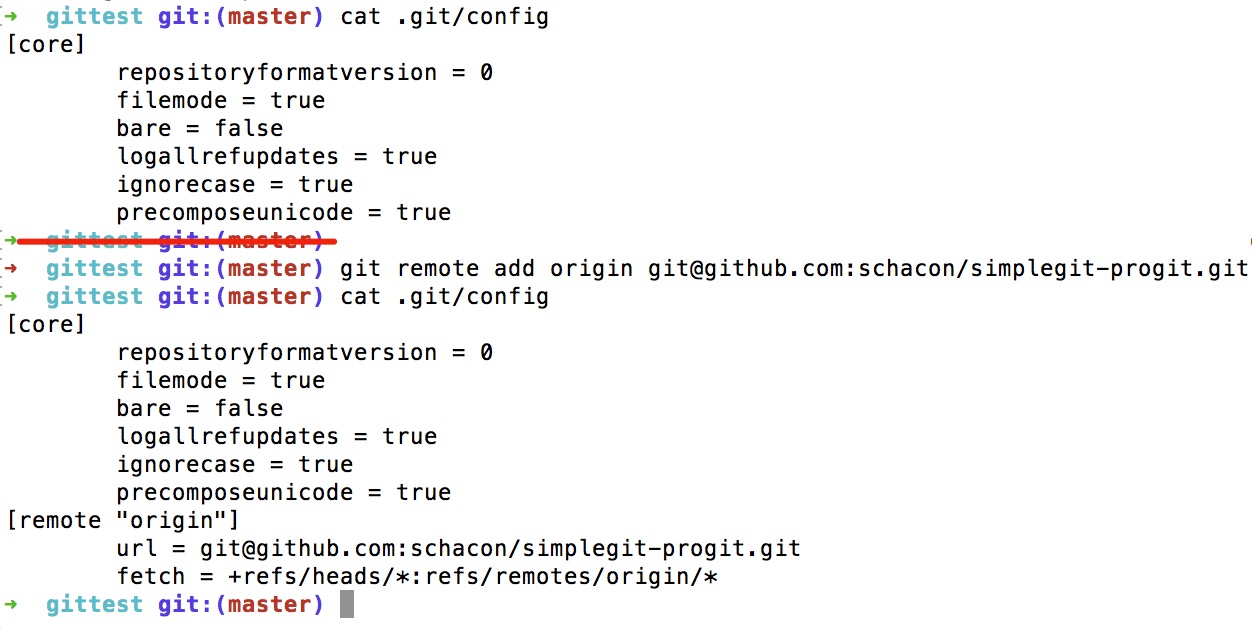 ➜  gittest git:(master) cat .git/config
[core]
        repositoryformatversion = 0
        filemode = true
        bare = false
        logallrefupdates = true
        ignorecase = true
        precomposeunicode = true
➜  gittest git:(master)
➜  gittest git:(master) git remote add origin git@github.com:schacon/simplegit-progit.git
➜  gittest git:(master) cat .git/config
[core]
        repositoryformatversion = 0
        filemode = true
        bare = false
        logallrefupdates = true
        ignorecase = true
        precomposeunicode = true
[remote "origin"]
        url = git@github.com:schacon/simplegit-progit.git
        fetch = +refs/heads/*:refs/remotes/origin/*
➜  gittest git:(master)